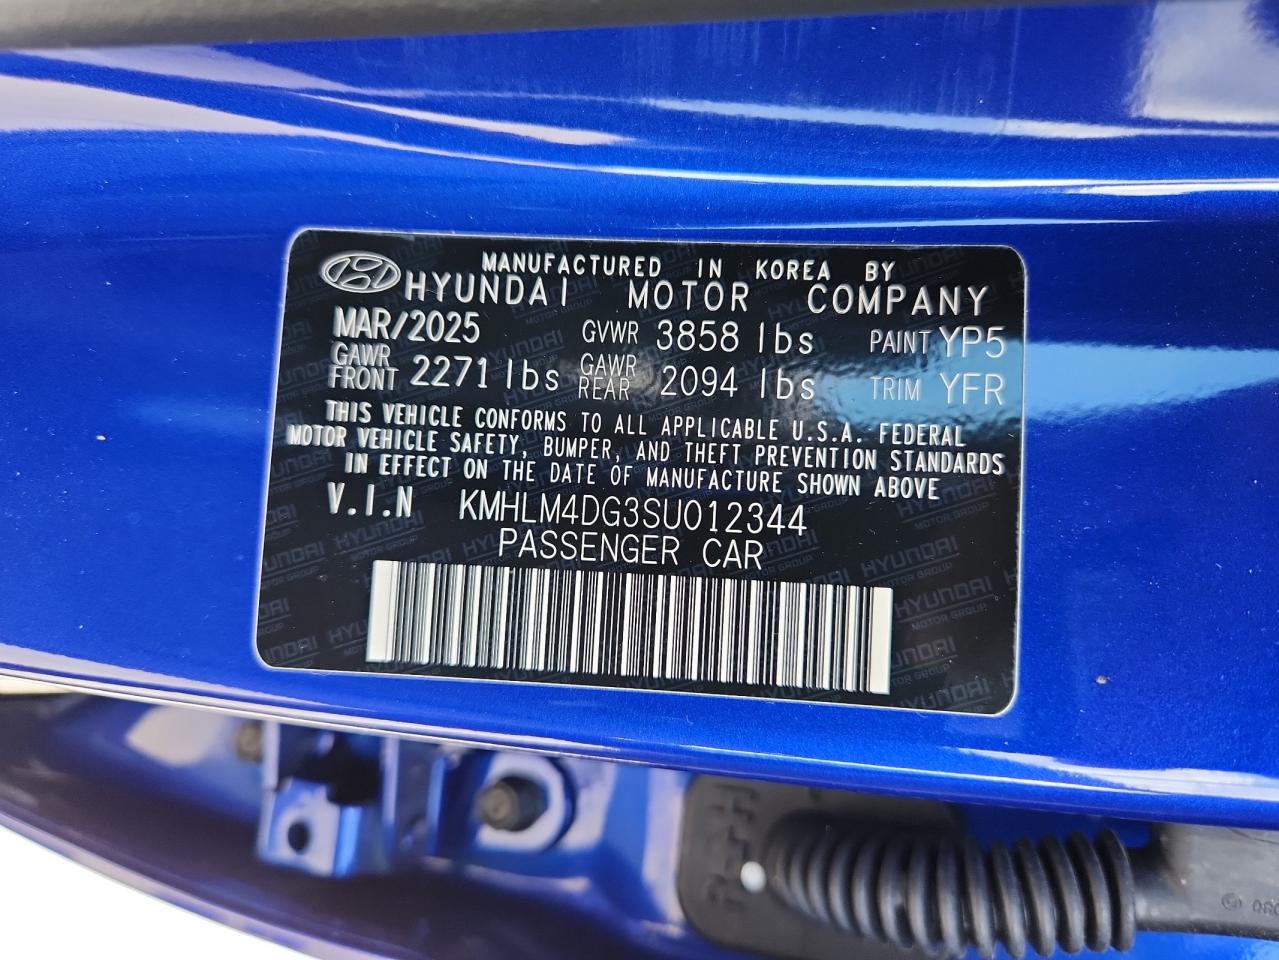 MANUFACTURED IN KOREA BY
HYUNDAI MOTOR COMPANY
MAR/2025 GVWR 3858 lbs PAINT YP5
GAWR FRONT 2271 lbs GAWR REAR 2094 lbs TRIM YFR
THIS VEHICLE CONFORMS TO ALL APPLICABLE U.S.A. FEDERAL
MOTOR VEHICLE SAFETY, BUMPER, AND THEFT PREVENTION STANDARDS
IN EFFECT ON THE DATE OF MANUFACTURE SHOWN ABOVE
V.I.N KMHLM4DG3SU012344
PASSENGER CAR